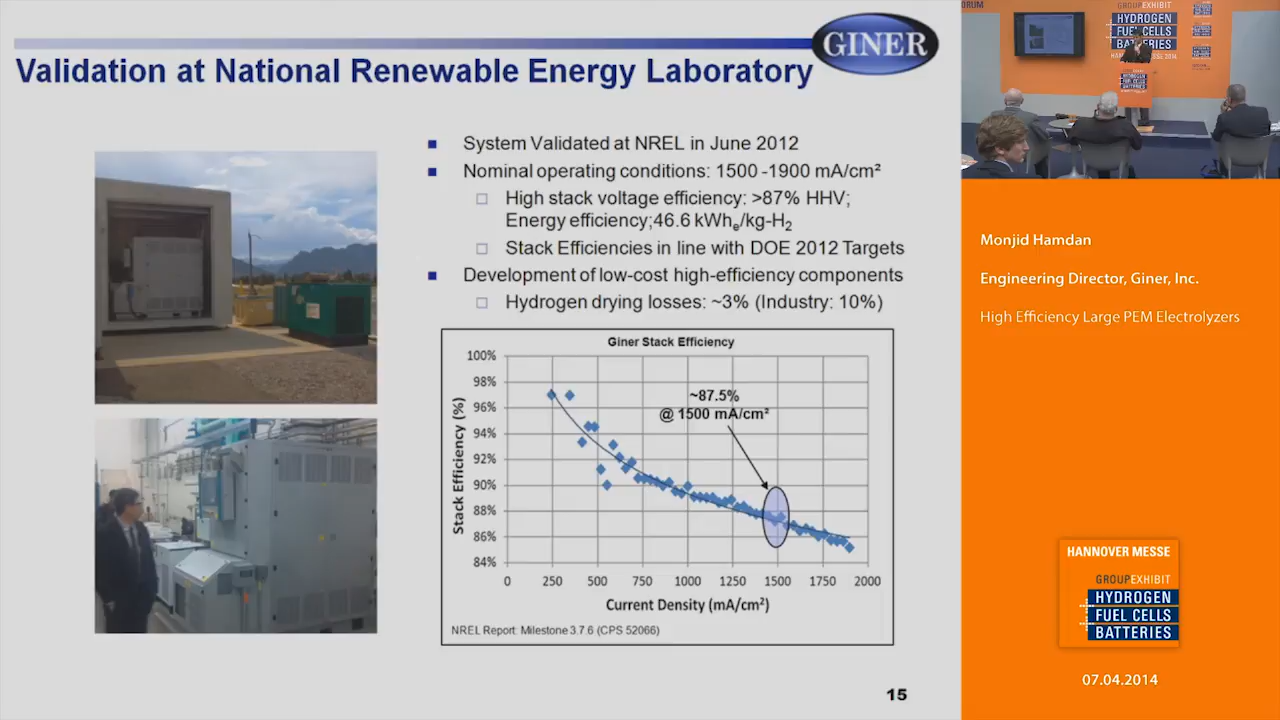 GINER
Validation at National Renewable Energy Laboratory
System Validated at NREL in June 2012
Nominal operating conditions: 1500 -1900 mA/cm²
High stack voltage efficiency: >87% HHV;
Energy efficiency;46.6 kWhₑ/kg-H₂
Stack Efficiencies in line with DOE 2012 Targets
Development of low-cost high-efficiency components
Hydrogen drying losses: ~3% (Industry: 10%)
Giner Stack Efficiency
100%
98%
96%
94%
92%
90%
88%
86%
84%
Stack Efficiency (%)
~87.5%
@ 1500 mA/cm²
0 250 500 750 1000 1250 1500 1750 2000
Current Density (mA/cm²)
NREL Report: Milestone 3.7.6 (CPS 52066)
15
ORUM
GROUPEXHIBIT
HYDROGEN
FUEL CELLS
BATTERIES
Monjid Hamdan
Engineering Director, Giner, Inc.
High Efficiency Large PEM Electrolyzers
HANNOVER MESSE
GROUPEXHIBIT
HYDROGEN
FUEL CELLS
BATTERIES
07.04.2014